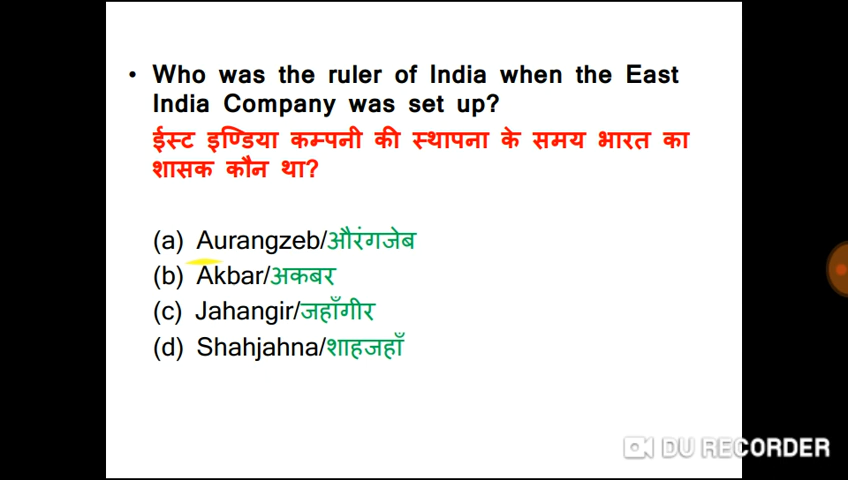 • Who was the ruler of India when the East
India Company was set up?
ईस्ट इण्डिया कम्पनी की स्थापना के समय भारत का
शासक कौन था?
(a) Aurangzeb/औरंगजेब
(b) Akbar/अकबर
(c) Jahangir/जहाँगीर
(d) Shahjahna/शाहजहाँ
DU RECORDER